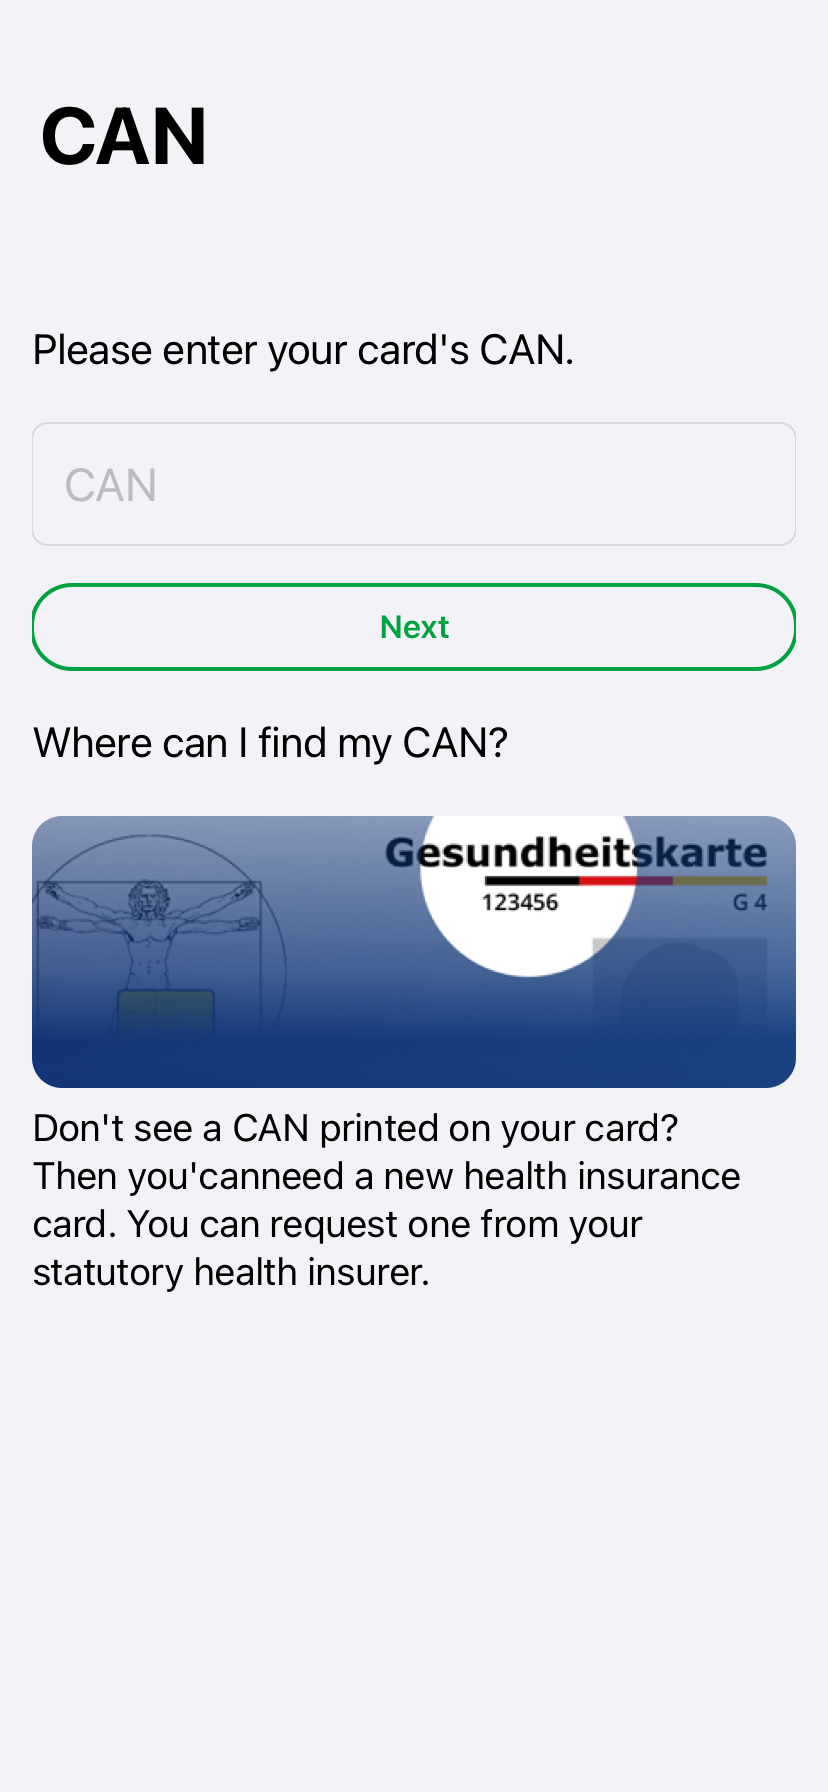 CAN
Please enter your card's CAN.
CAN
Next
Where can I find my CAN?
Gesundheitskarte
123456 G 4
Don't see a CAN printed on your card?
Then you'canneed a new health insurance
card. You can request one from your
statutory health insurer.